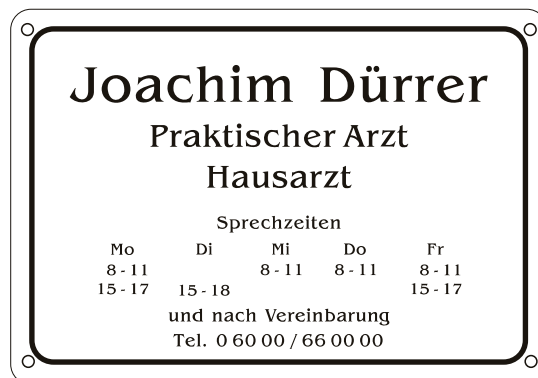 Joachim Dürrer
Praktischer Arzt
Hausarzt
Sprechzeiten
Mo Di Mi Do Fr
8 - 11 8 - 11 8 - 11 8 - 11
15 - 17 15 - 18 15 - 17
und nach Vereinbarung
Tel. 0 60 00 / 66 00 00